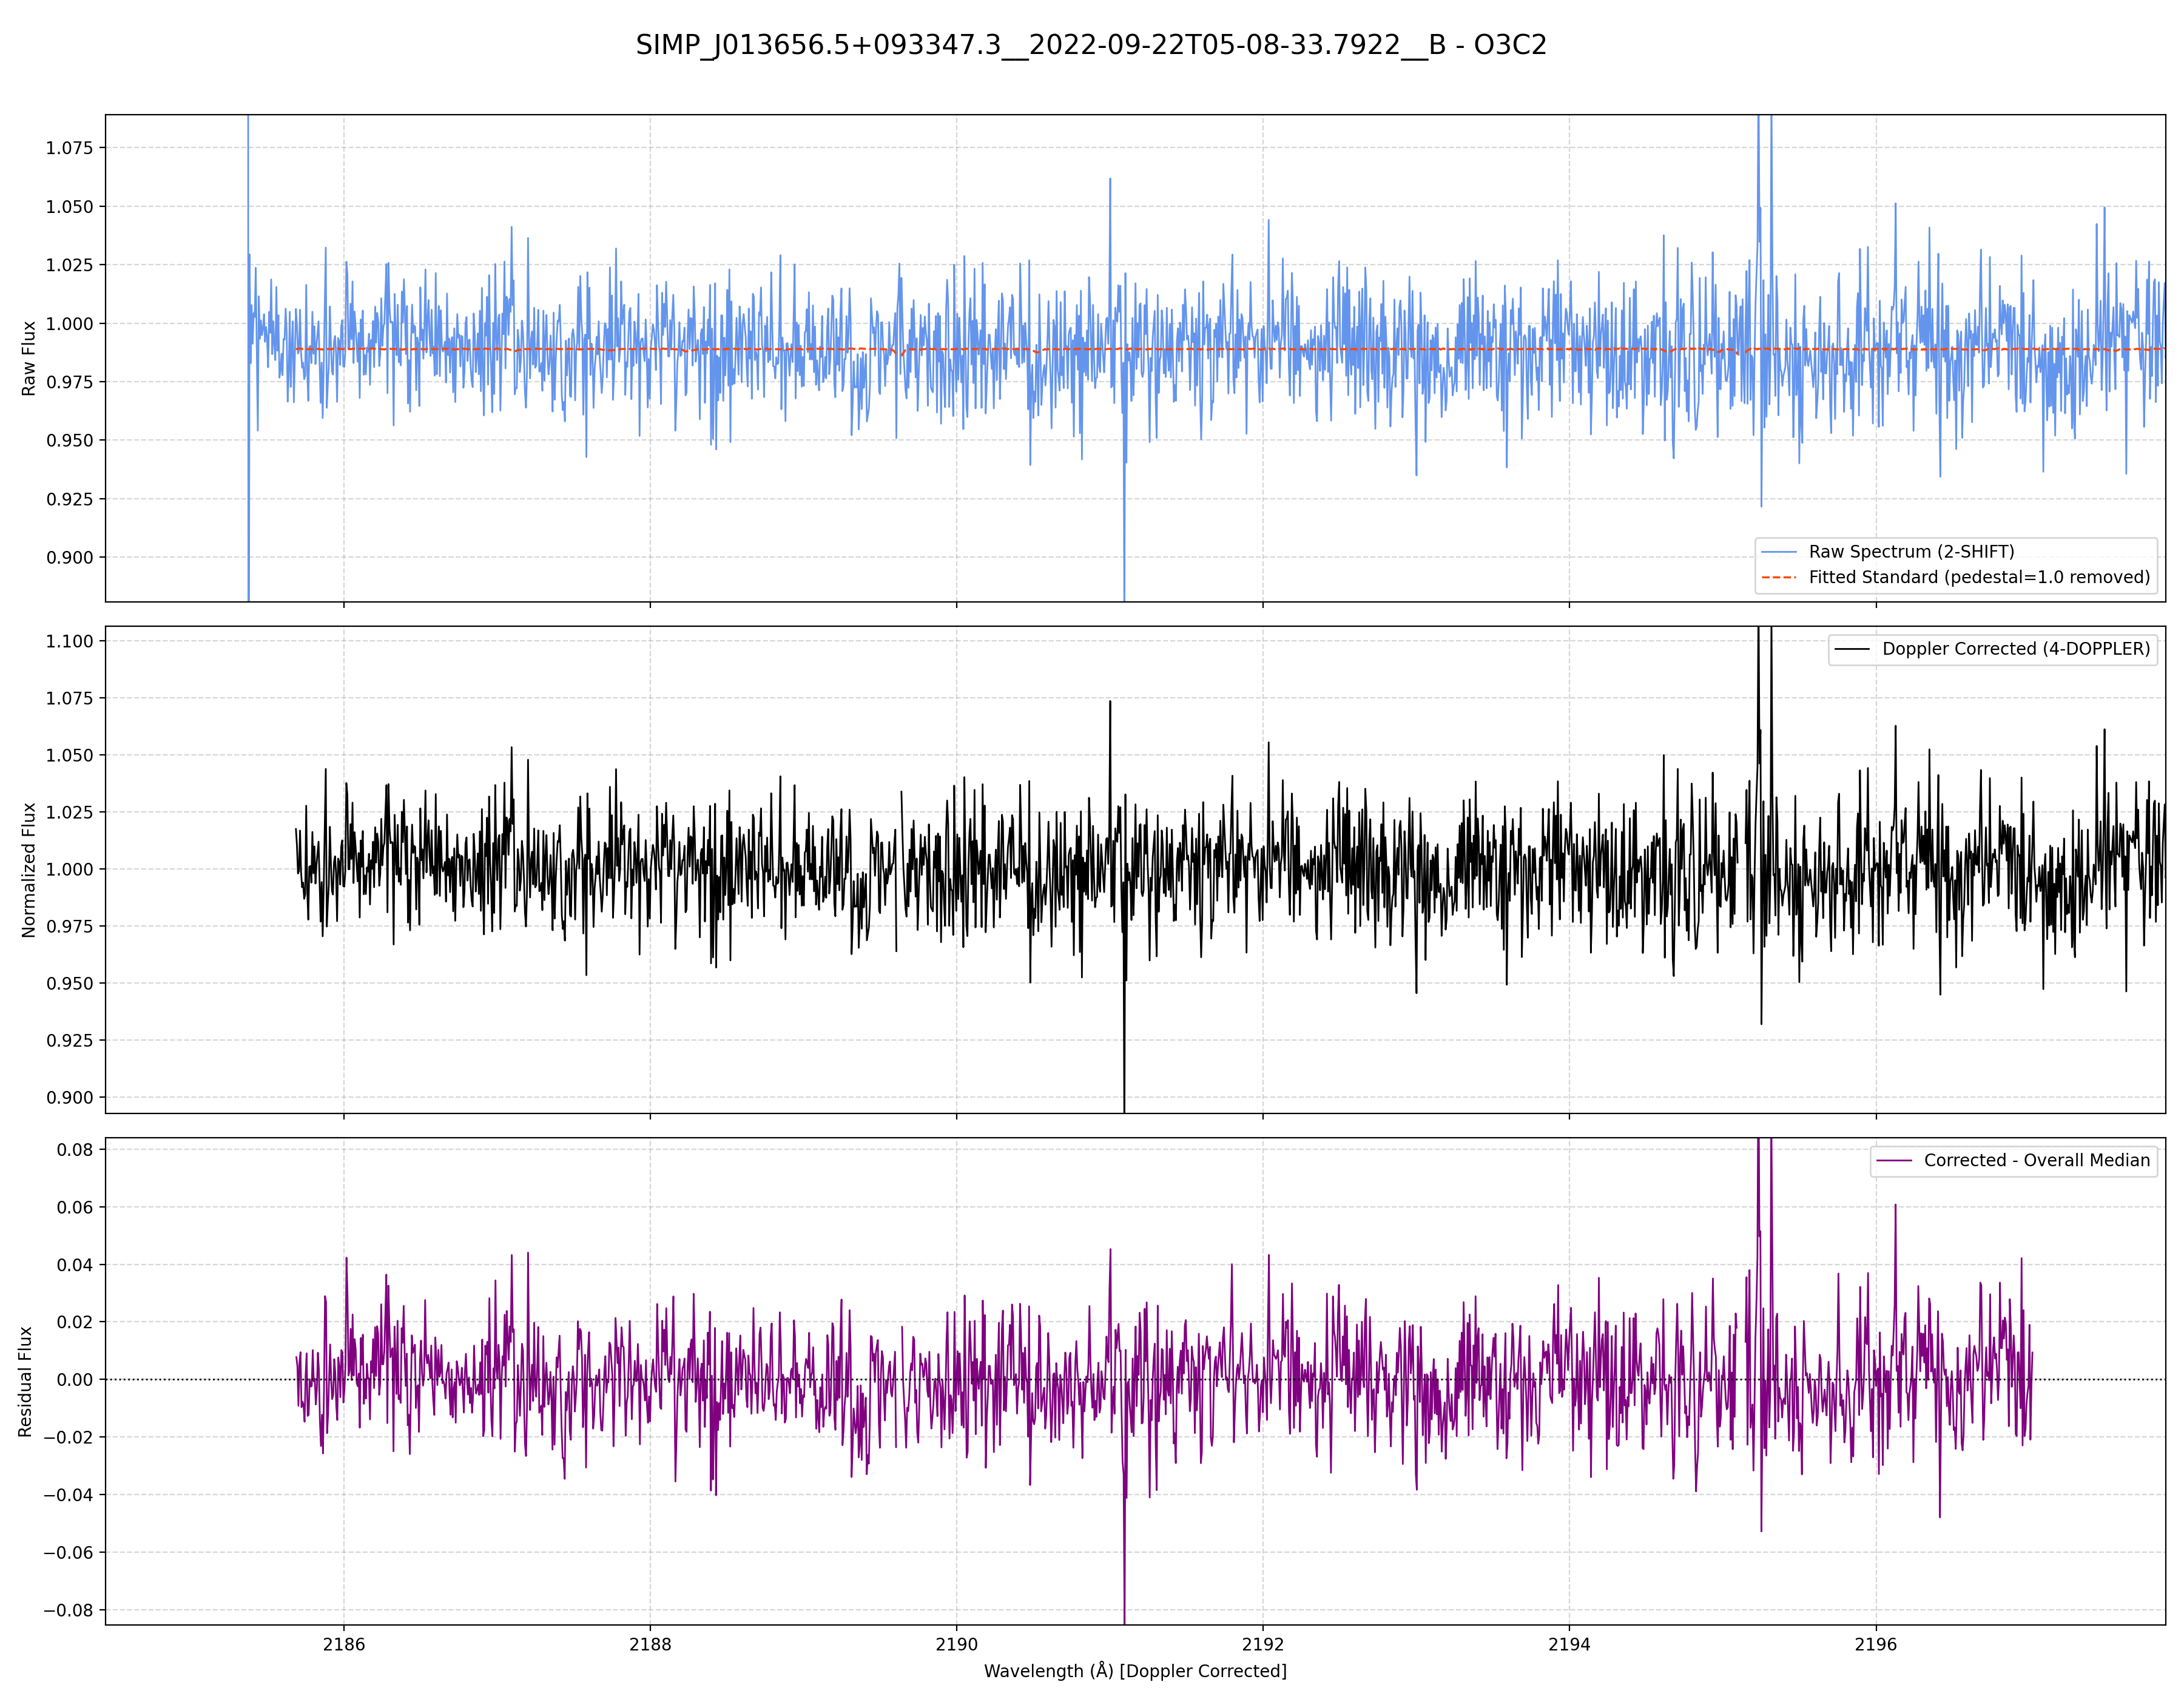 SIMP_J013656.5+093347.3__2022-09-22T05-08-33.7922__B - O3C2
1.075
1.050
1.025
1.000
0.975
0.950
0.925
0.900
Raw Flux
Raw Spectrum (2-SHIFT)
Fitted Standard (pedestal=1.0 removed)
1.100
1.075
1.050
1.025
1.000
0.975
0.950
0.925
0.900
Normalized Flux
Doppler Corrected (4-DOPPLER)
0.08
0.06
0.04
0.02
0.00
−0.02
−0.04
−0.06
−0.08
Residual Flux
Corrected - Overall Median
2186 2188 2190 2192 2194 2196
Wavelength (Å) [Doppler Corrected]